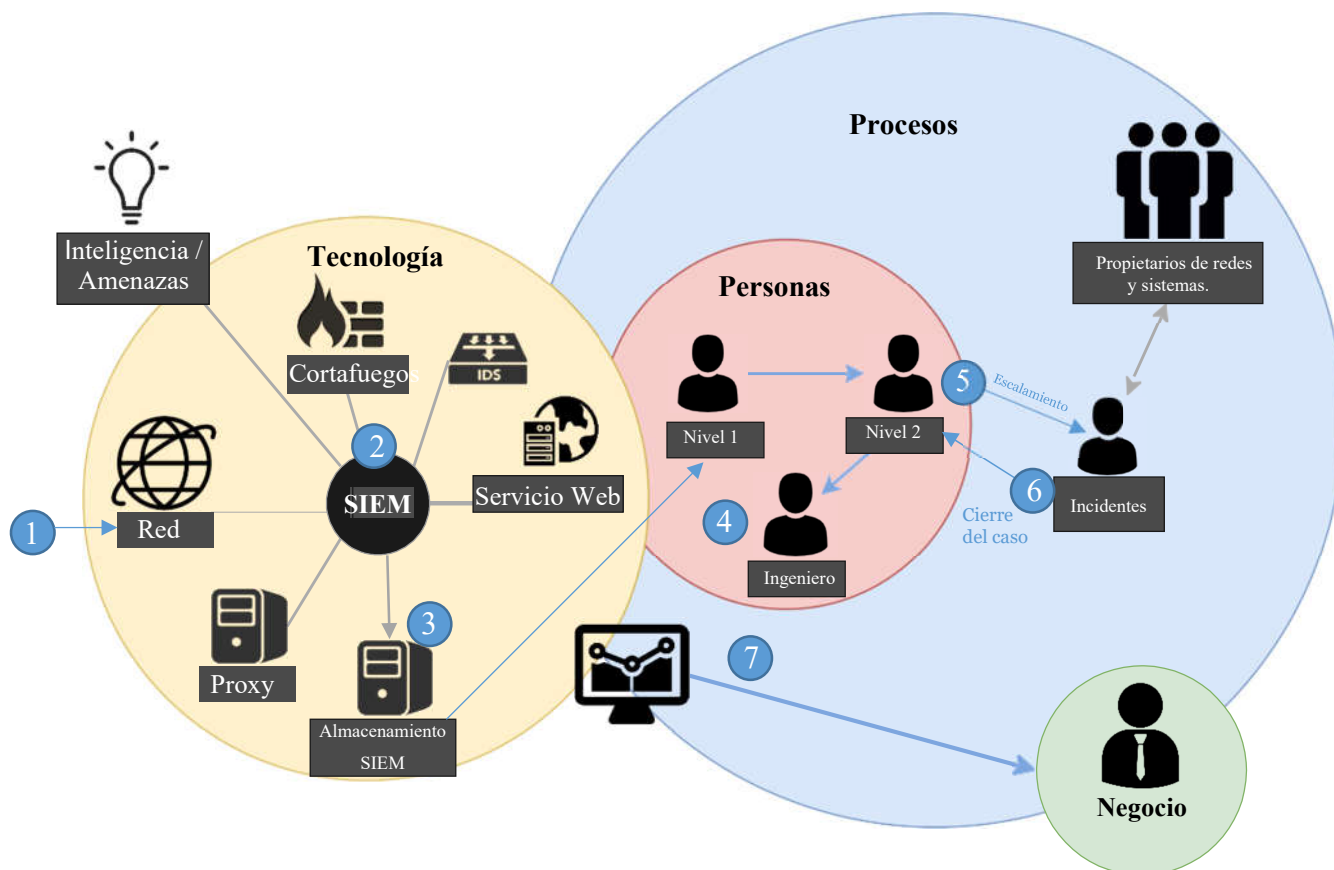 Procesos
Inteligencia /
Amenazas
Tecnología
Propietarios de redes
y sistemas.
Personas
Cortafuegos
IDS
5
Escalamiento
Nivel 1
Nivel 2
2
SIEM
Servicio Web
6
Incidentes
1
Red
4
Cierre
del caso
Ingeniero
3
Proxy
7
Almacenamiento
SIEM
Negocio